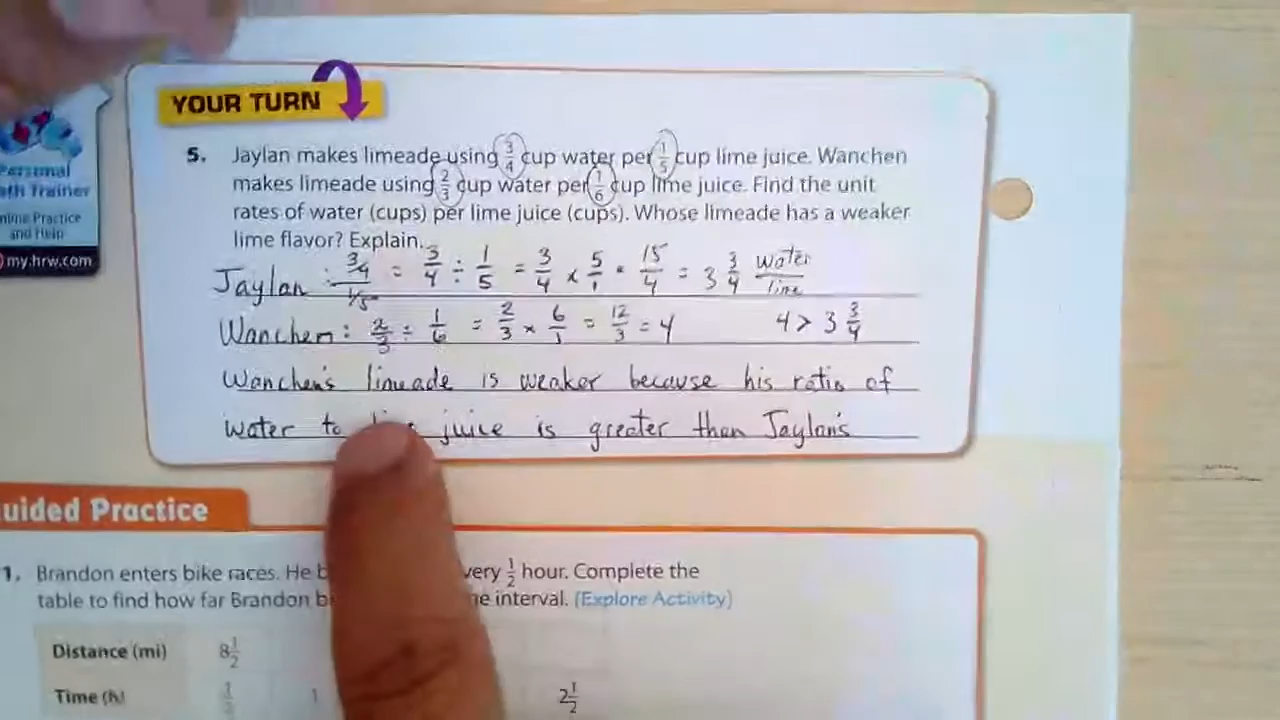 YOUR TURN
5. Jaylan makes limeade using 3/4 cup water per 1/5 cup lime juice. Wanchen
makes limeade using 2/3 cup water per 1/6 cup lime juice. Find the unit
rates of water (cups) per lime juice (cups). Whose limeade has a weaker
lime flavor? Explain.
Jaylan : 3/4 / 1/5 = 3/4 ÷ 1/5 = 3/4 × 5/1 = 15/4 = 3 3/4 water/lime
Wanchen : 2/3 ÷ 1/6 = 2/3 × 6/1 = 12/3 = 4 4 > 3 3/4
Wanchen's limeade is weaker because his ratio of
water to juice is greater than Jaylan's
Personal
Math Trainer
Online Practice
and Help
my.hrw.com
Guided Practice
1. Brandon enters bike races. He very 1/2 hour. Complete the
table to find how far Brandon interval. (Explore Activity)
Distance (mi) 8 1/2
Time (h) 1/2 1 2 1/2